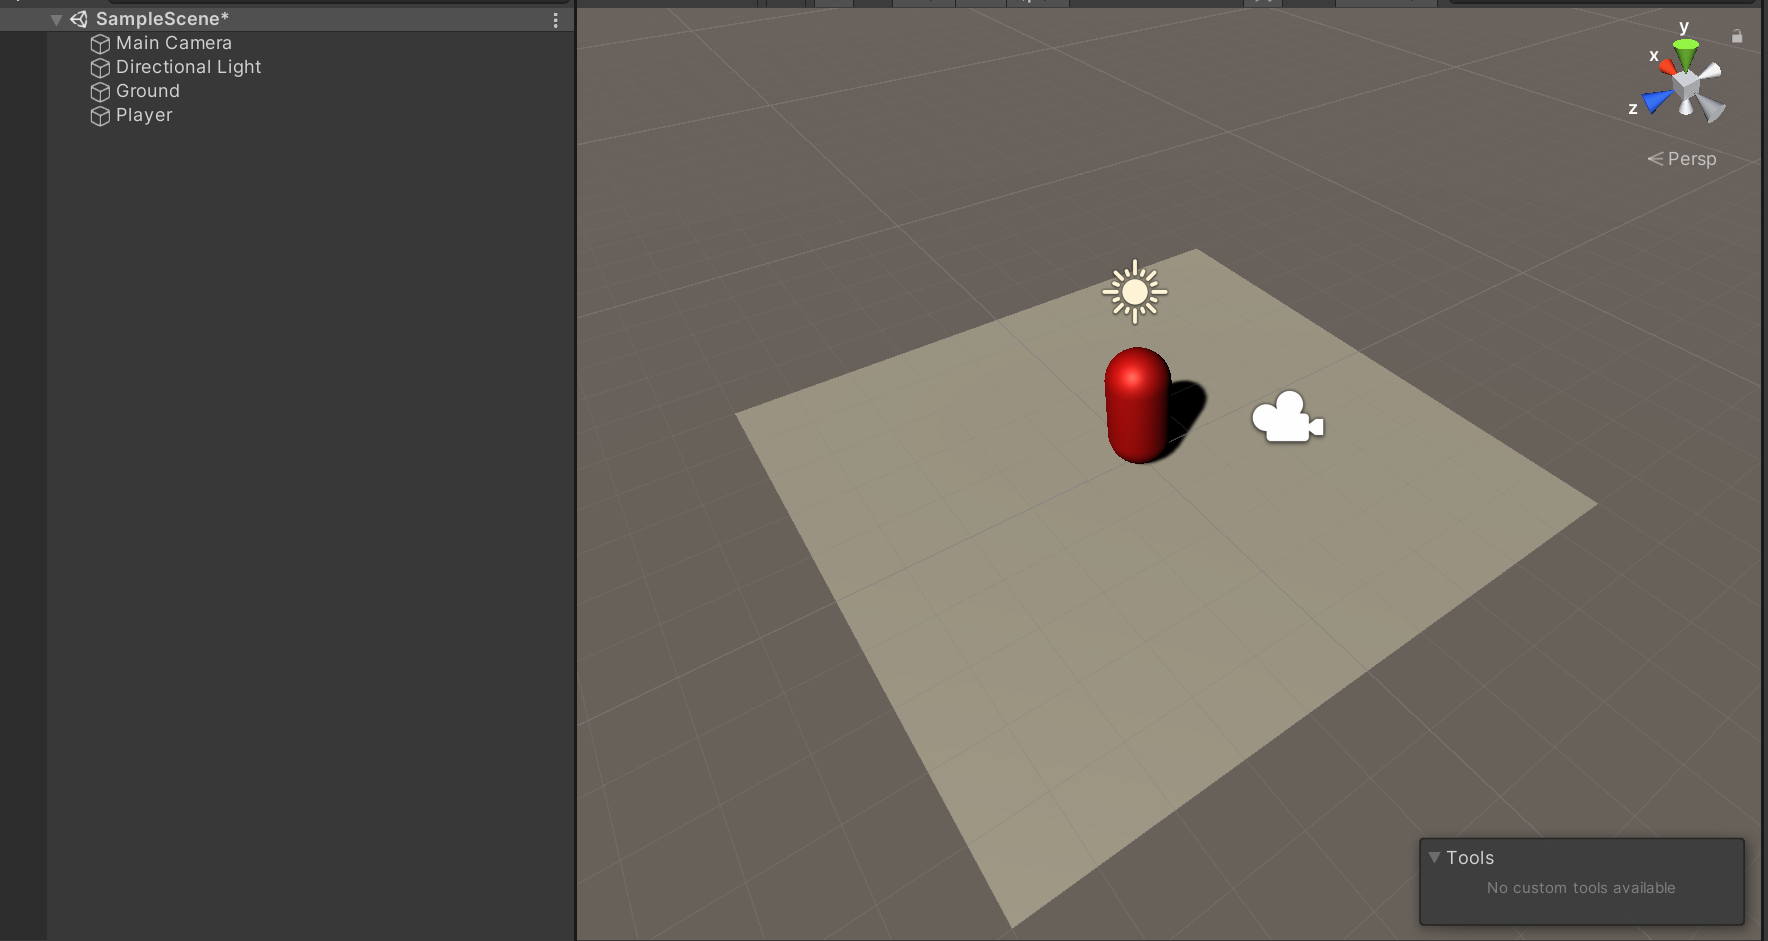 SampleScene*
Main Camera
Directional Light
Ground
Player
y
x
z
Persp
Tools
No custom tools available